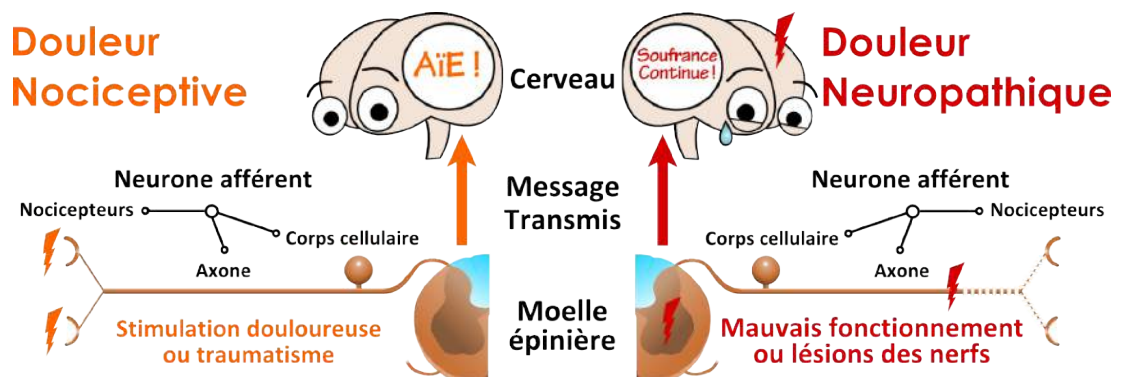 Douleur
Nociceptive
AïE !
Cerveau
Soufrance
Continue !
Douleur
Neuropathique
Neurone afférent
Nocicepteurs
Corps cellulaire
Axone
Message
Transmis
Neurone afférent
Nocicepteurs
Corps cellulaire
Axone
Stimulation douloureuse
ou traumatisme
Moelle
épinière
Mauvais fonctionnement
ou lésions des nerfs